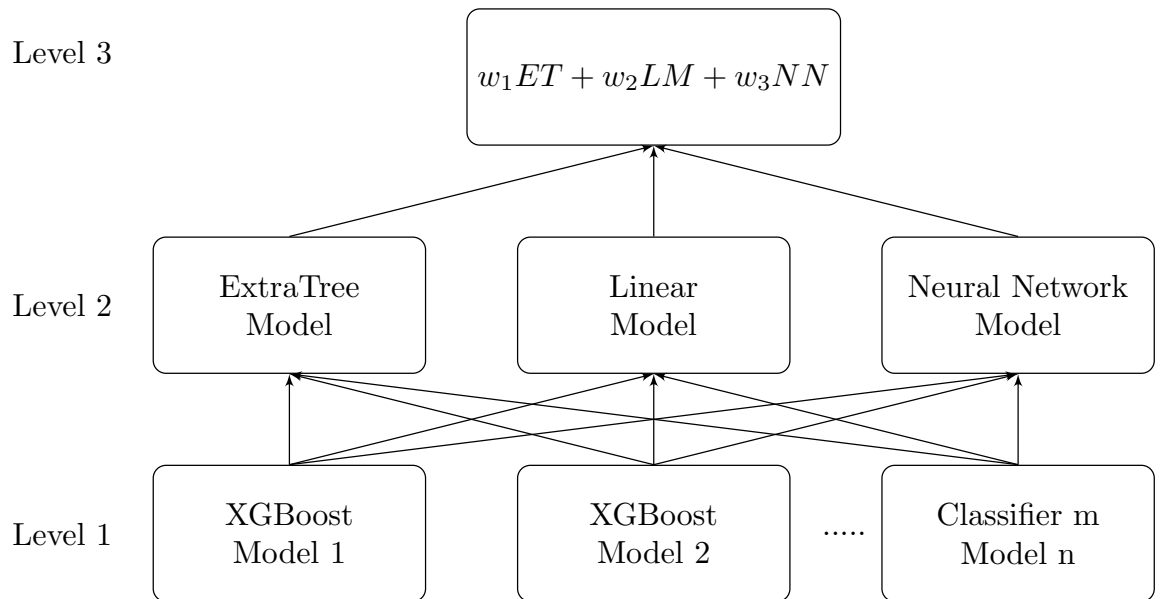 Level 3
w₁ET + w₂LM + w₃NN
Level 2
ExtraTree
Model
Linear
Model
Neural Network
Model
Level 1
XGBoost
Model 1
XGBoost
Model 2
.....
Classifier m
Model n